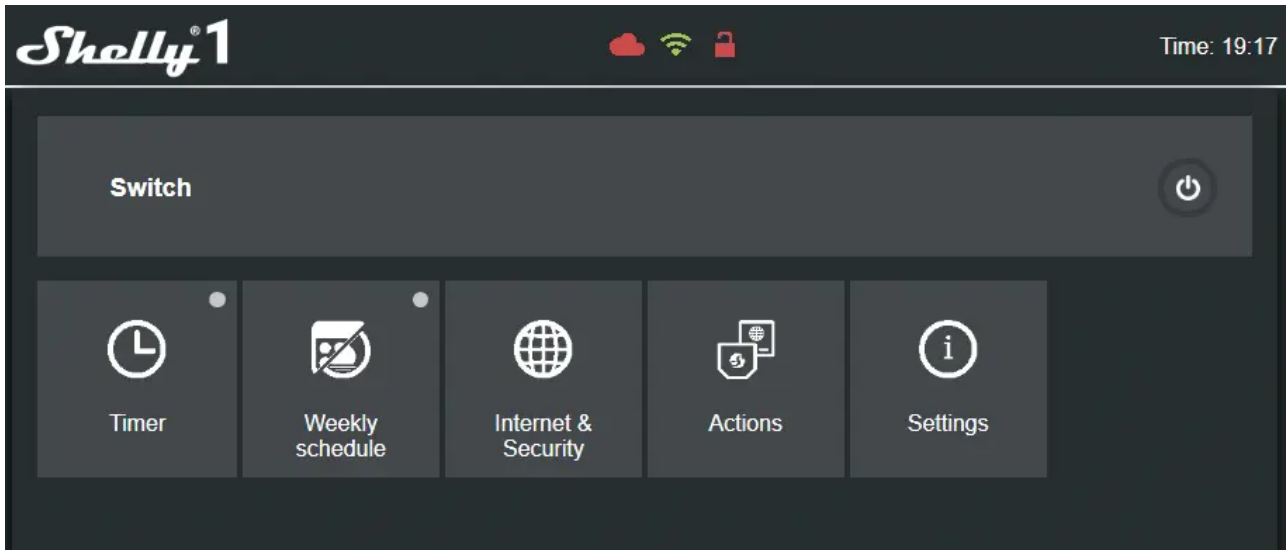 Shelly®1
Time: 19:17
Switch
Timer
Weekly
schedule
Internet &
Security
Actions
i
Settings